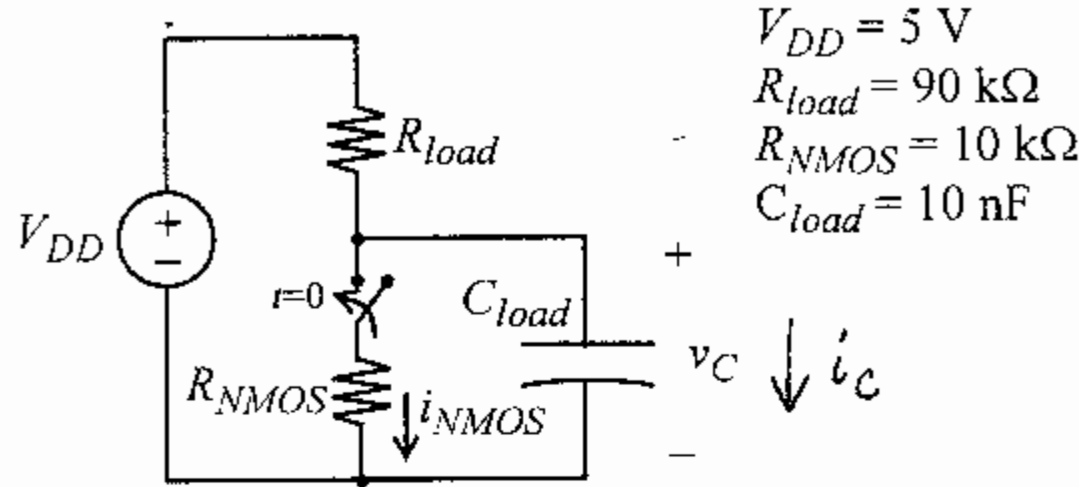 V_DD = 5 V
R_load = 90 kΩ
R_NMOS = 10 kΩ
C_load = 10 nF
R_load
V_DD
+
−
t=0
C_load
+
v_C
i_C
−
R_NMOS
i_NMOS